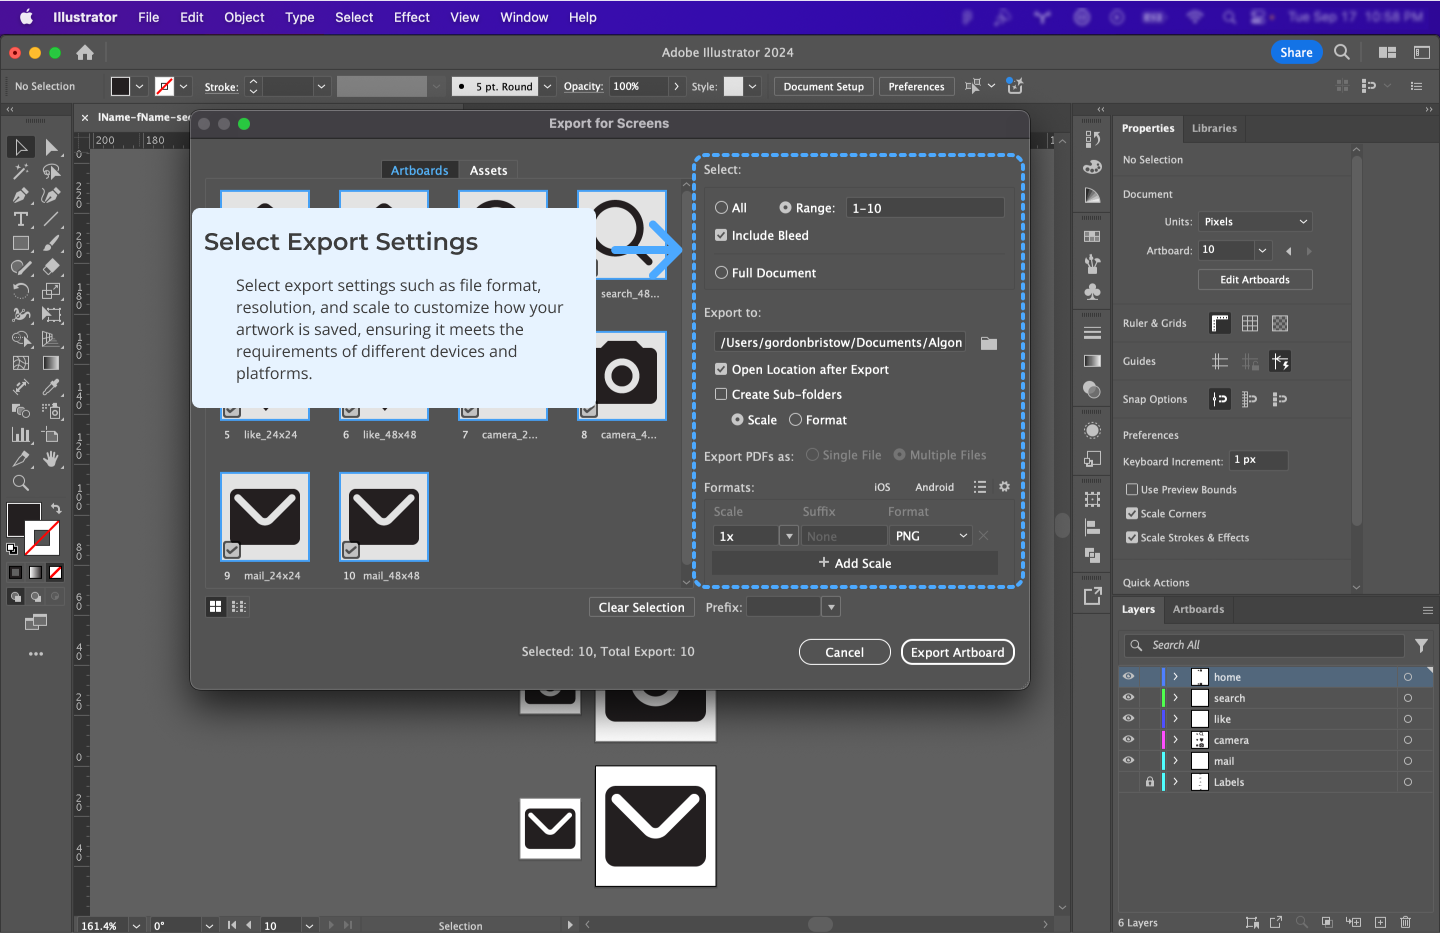 Illustrator File Edit Object Type Select Effect View Window Help
Tue Sep 17 10:58 PM
Adobe Illustrator 2024
Share
No Selection
Stroke:
5 pt. Round
Opacity: 100%
Style:
Document Setup
Preferences
lName-fName-sec
200 180
Export for Screens
Artboards Assets
Select Export Settings
Select export settings such as file format,
resolution, and scale to customize how your
artwork is saved, ensuring it meets the
requirements of different devices and
platforms.
search_48...
5 like_24x24
6 like_48x48
7 camera_2...
8 camera_4...
9 mail_24x24
10 mail_48x48
Clear Selection
Selected: 10, Total Export: 10
Select:
All
Range: 1-10
Include Bleed
Full Document
Export to:
/Users/gordonbristow/Documents/Algon
Open Location after Export
Create Sub-folders
Scale Format
Export PDFs as: Single File Multiple Files
Formats: iOS Android
Scale Suffix Format
1x None PNG
+ Add Scale
Prefix:
Cancel
Export Artboard
Properties Libraries
No Selection
Document
Units: Pixels
Artboard: 10
Edit Artboards
Ruler & Grids
Guides
Snap Options
Preferences
Keyboard Increment: 1 px
Use Preview Bounds
Scale Corners
Scale Strokes & Effects
Quick Actions
Layers Artboards
Search All
home
search
like
camera
mail
Labels
6 Layers
161.4% 0° 10 Selection